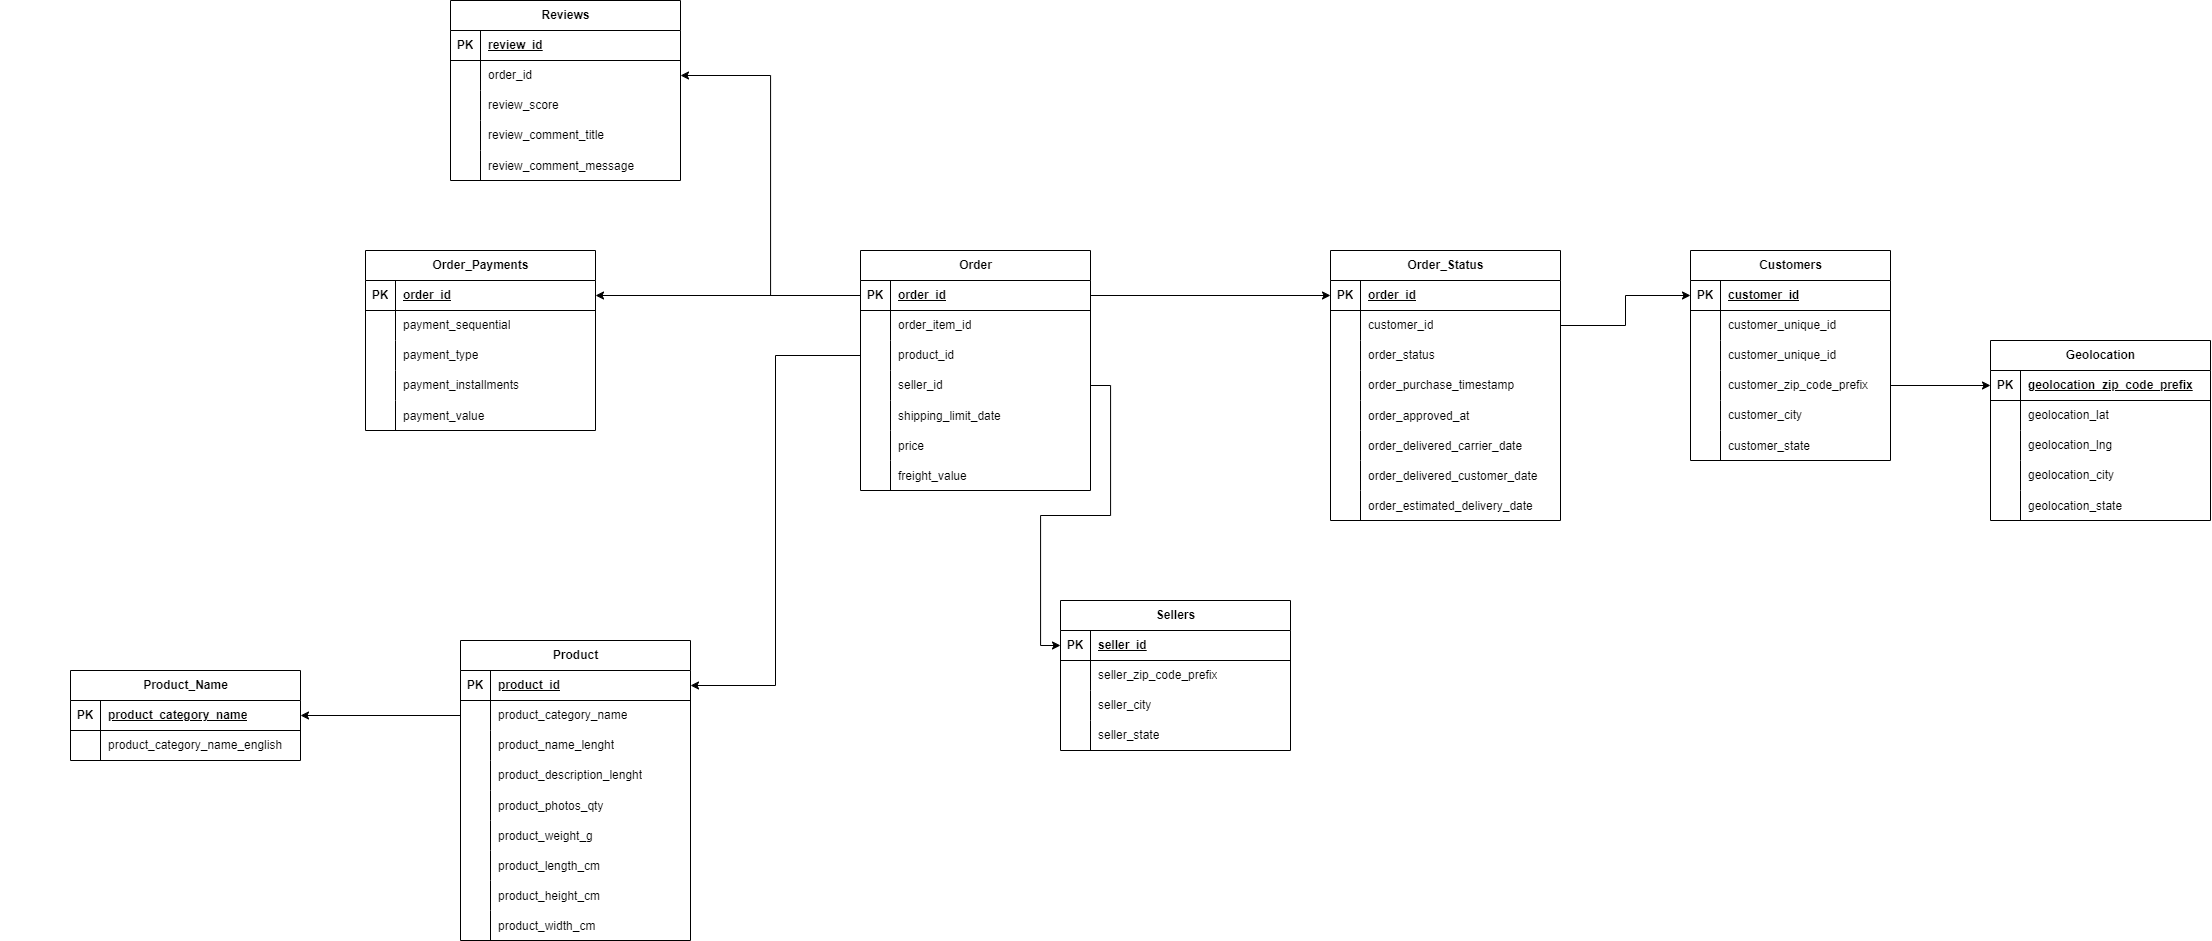 Reviews
PK review_id
order_id
review_score
review_comment_title
review_comment_message
Order_Payments
PK order_id
payment_sequential
payment_type
payment_installments
payment_value
Order
PK order_id
order_item_id
product_id
seller_id
shipping_limit_date
price
freight_value
Order_Status
PK order_id
customer_id
order_status
order_purchase_timestamp
order_approved_at
order_delivered_carrier_date
order_delivered_customer_date
order_estimated_delivery_date
Customers
PK customer_id
customer_unique_id
customer_unique_id
customer_zip_code_prefix
customer_city
customer_state
Geolocation
PK geolocation_zip_code_prefix
geolocation_lat
geolocation_lng
geolocation_city
geolocation_state
Sellers
PK seller_id
seller_zip_code_prefix
seller_city
seller_state
Product
PK product_id
product_category_name
product_name_lenght
product_description_lenght
product_photos_qty
product_weight_g
product_length_cm
product_height_cm
product_width_cm
Product_Name
PK product_category_name
product_category_name_english